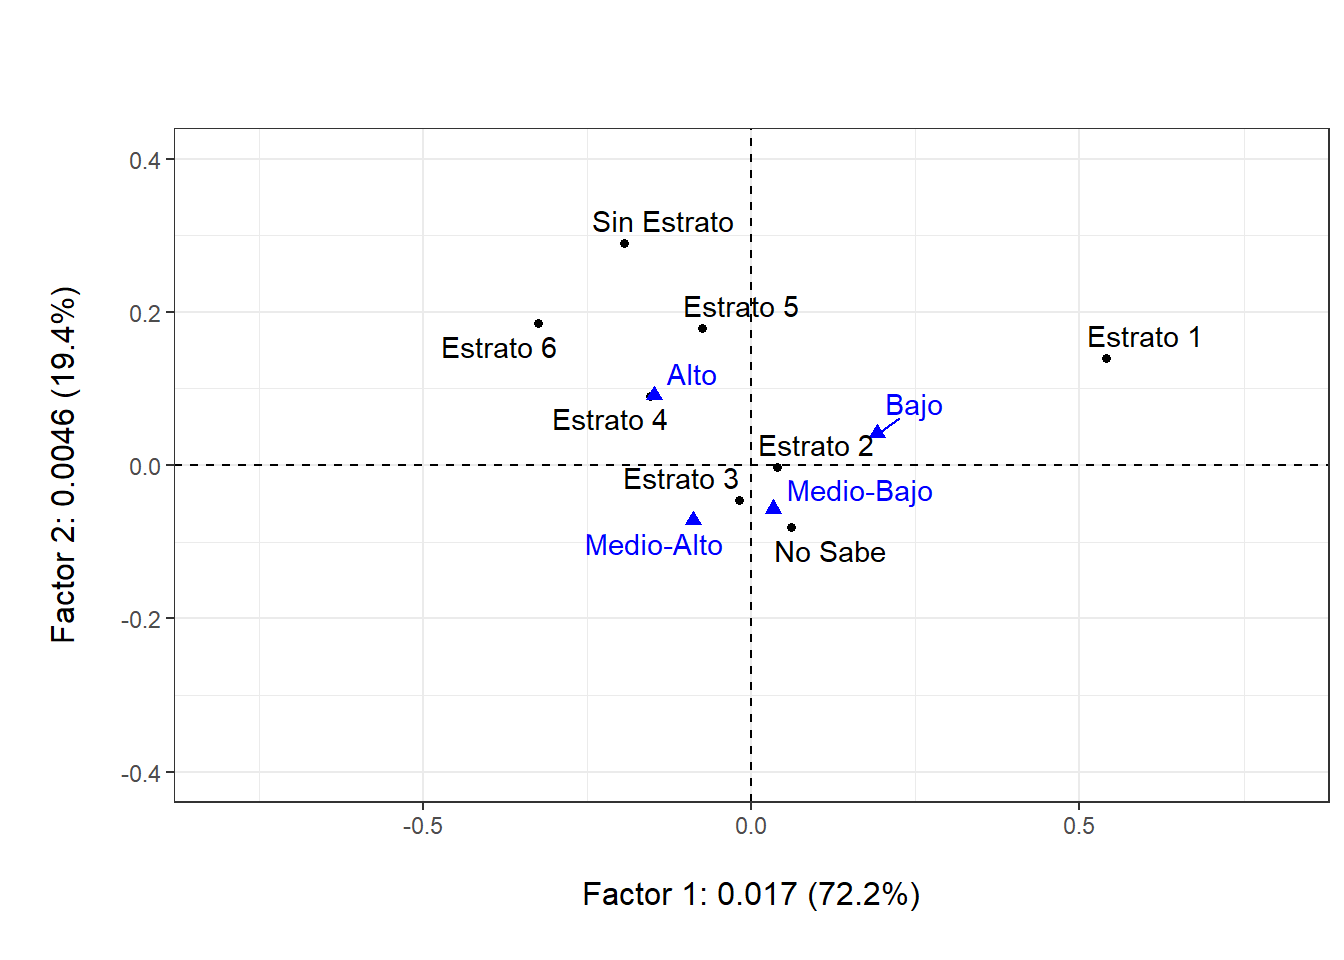 0.4
Sin Estrato
Estrato 5
0.2
Estrato 1
Estrato 6
Alto
Bajo
Estrato 4
Estrato 2
0.0
Estrato 3
Medio-Bajo
Medio-Alto
No Sabe
-0.2
-0.4
-0.5
0.0
0.5
Factor 1: 0.017 (72.2%)
Factor 2: 0.0046 (19.4%)